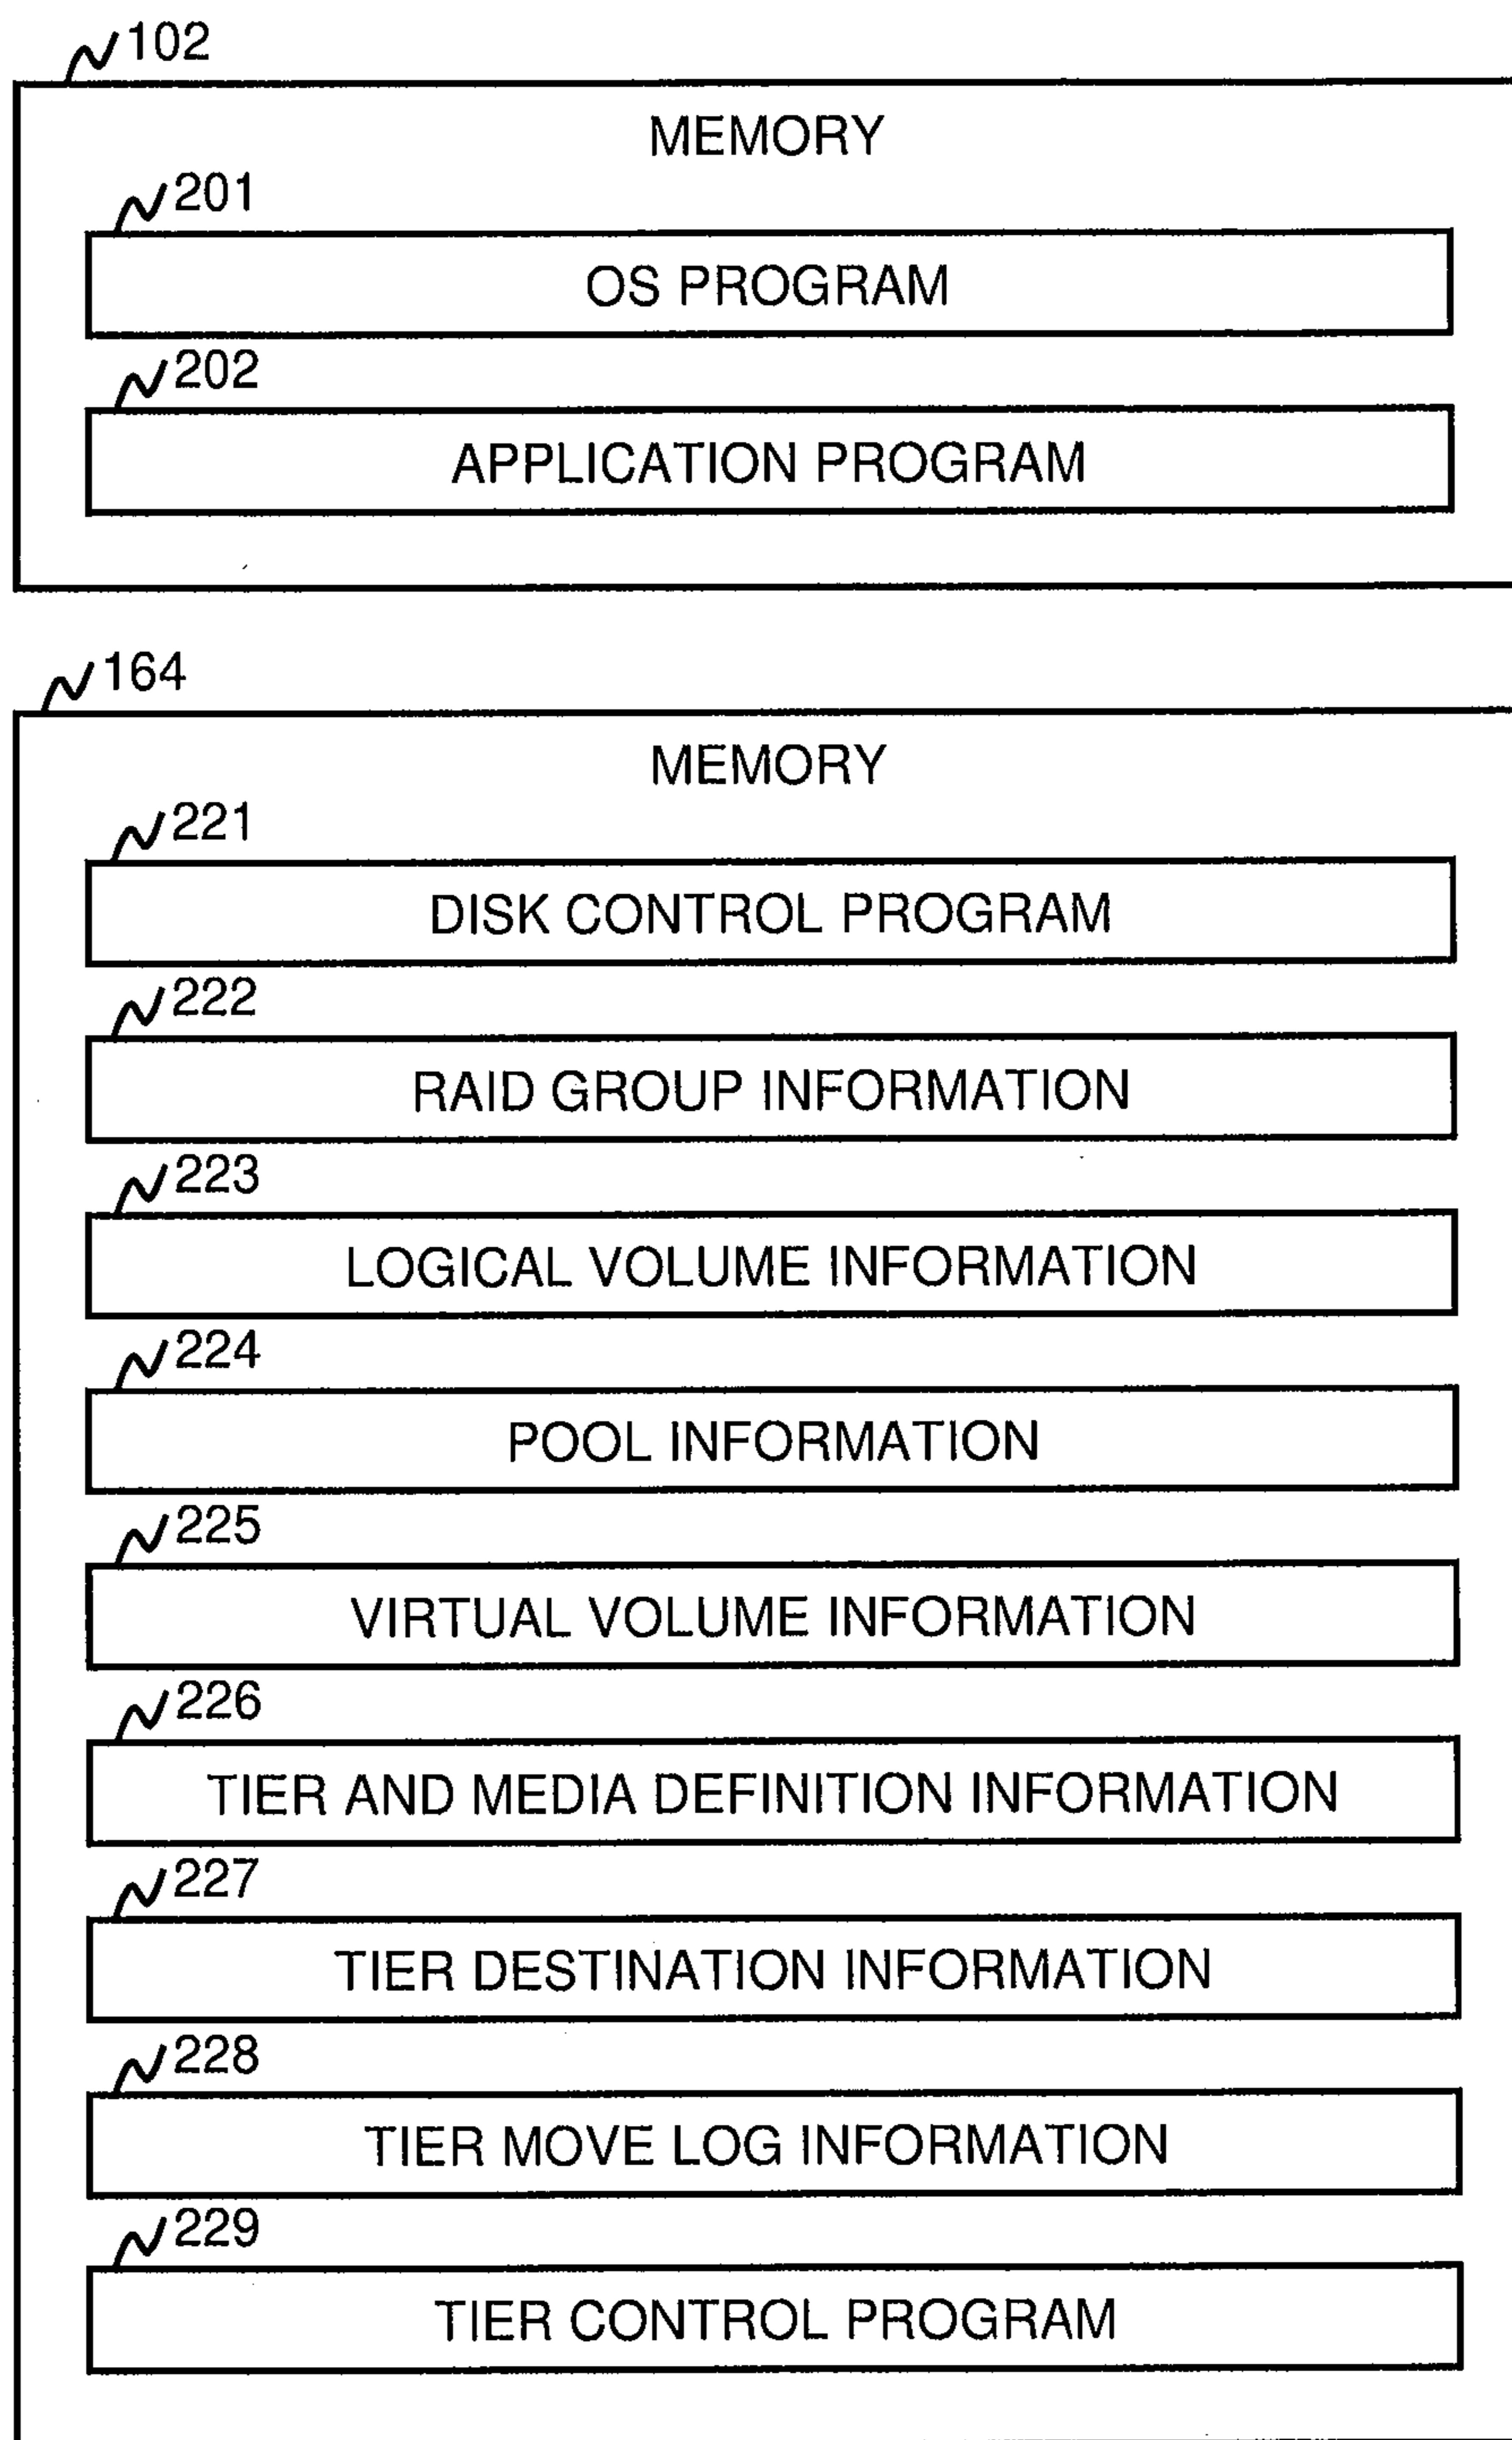 102
MEMORY
201
OS PROGRAM
202
APPLICATION PROGRAM
164
MEMORY
221
DISK CONTROL PROGRAM
222
RAID GROUP INFORMATION
223
LOGICAL VOLUME INFORMATION
224
POOL INFORMATION
225
VIRTUAL VOLUME INFORMATION
226
TIER AND MEDIA DEFINITION INFORMATION
227
TIER DESTINATION INFORMATION
228
TIER MOVE LOG INFORMATION
229
TIER CONTROL PROGRAM